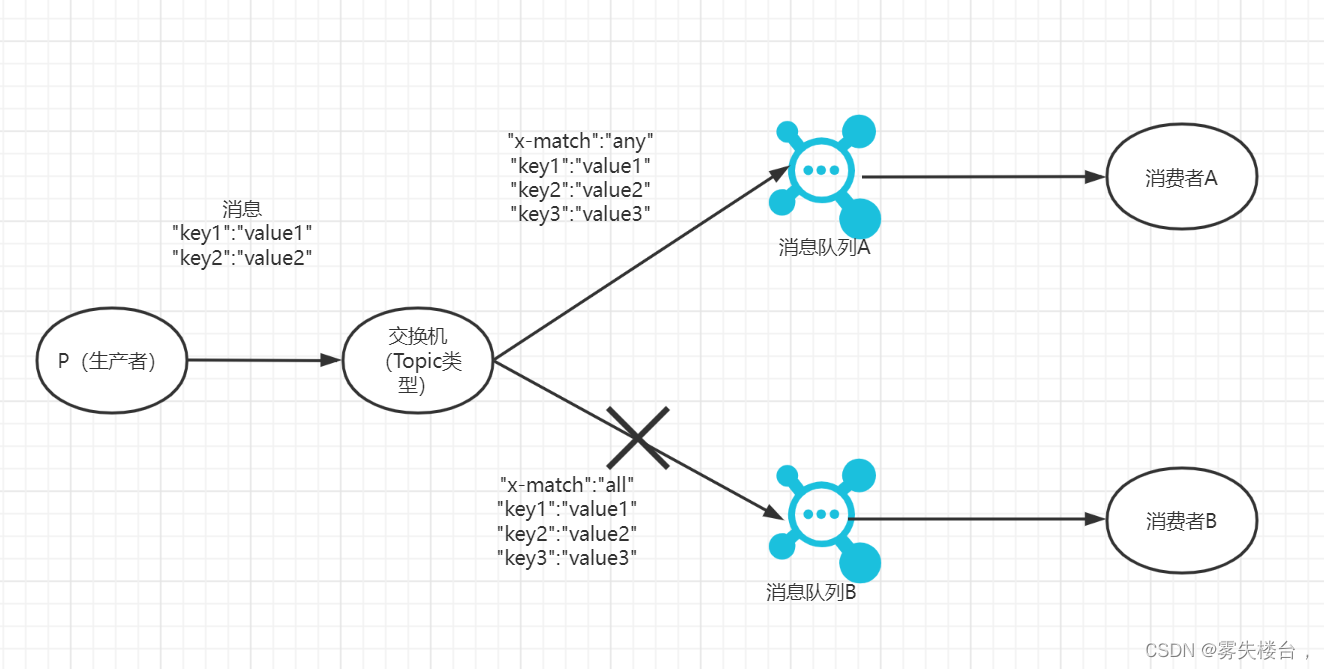 "x-match":"any"
"key1":"value1"
"key2":"value2"
"key3":"value3"
消息
"key1":"value1"
"key2":"value2"
消息队列A
消费者A
P（生产者）
交换机
（Topic类
型）
"x-match":"all"
"key1":"value1"
"key2":"value2"
"key3":"value3"
消息队列B
消费者B
CSDN @雾失楼台，